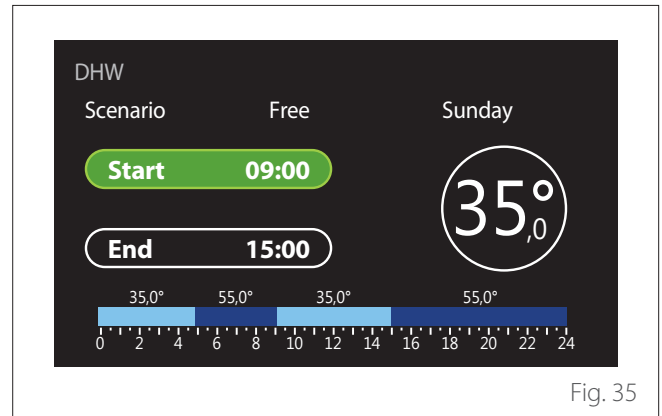 DHW
Scenario Free Sunday
Start 09:00
35,0°
End 15:00
35,0° 55,0° 35,0° 55,0°
0 2 4 6 8 10 12 14 16 18 20 22 24
Fig. 35